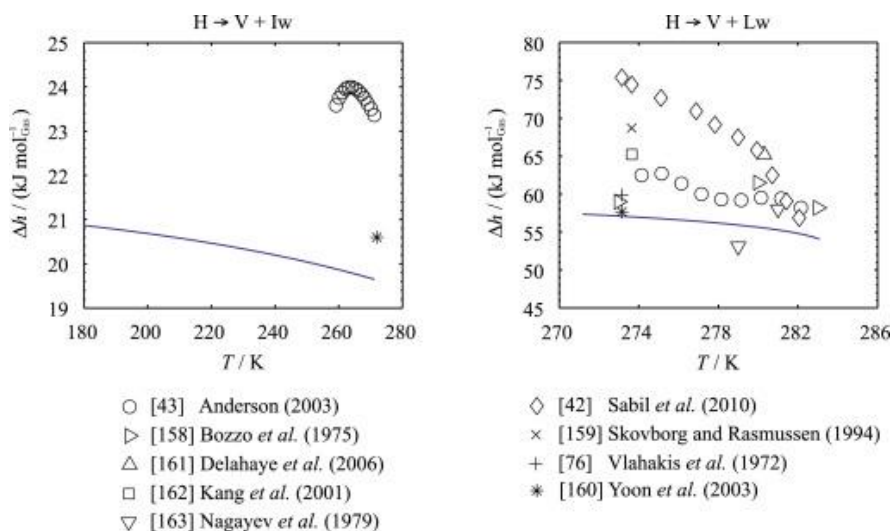 H → V + Iw
25
24
23
22
21
20
19
Δh / (kJ mol⁻¹Gas)
180 200 220 240 260 280
T / K
H → V + Lw
80
75
70
65
60
55
50
45
Δh / (kJ mol⁻¹Gas)
270 274 278 282 286
T / K
[43] Anderson (2003)
[158] Bozzo et al. (1975)
[161] Delahaye et al. (2006)
[162] Kang et al. (2001)
[163] Nagayev et al. (1979)
[42] Sabil et al. (2010)
[159] Skovborg and Rasmussen (1994)
[76] Vlahakis et al. (1972)
[160] Yoon et al. (2003)